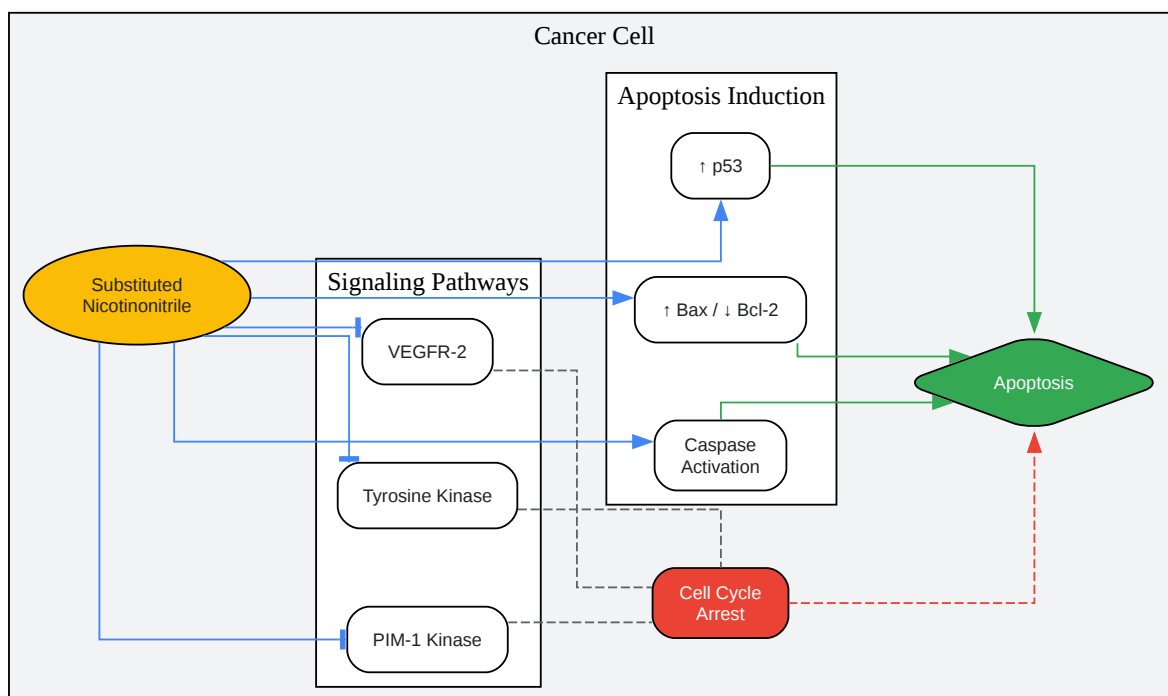 Cancer Cell
Apoptosis Induction
↑ p53
Substituted
Nicotinonitrile
Signaling Pathways
↑ Bax / ↓ Bcl-2
VEGFR-2
Apoptosis
Caspase
Activation
Tyrosine Kinase
Cell Cycle
Arrest
PIM-1 Kinase